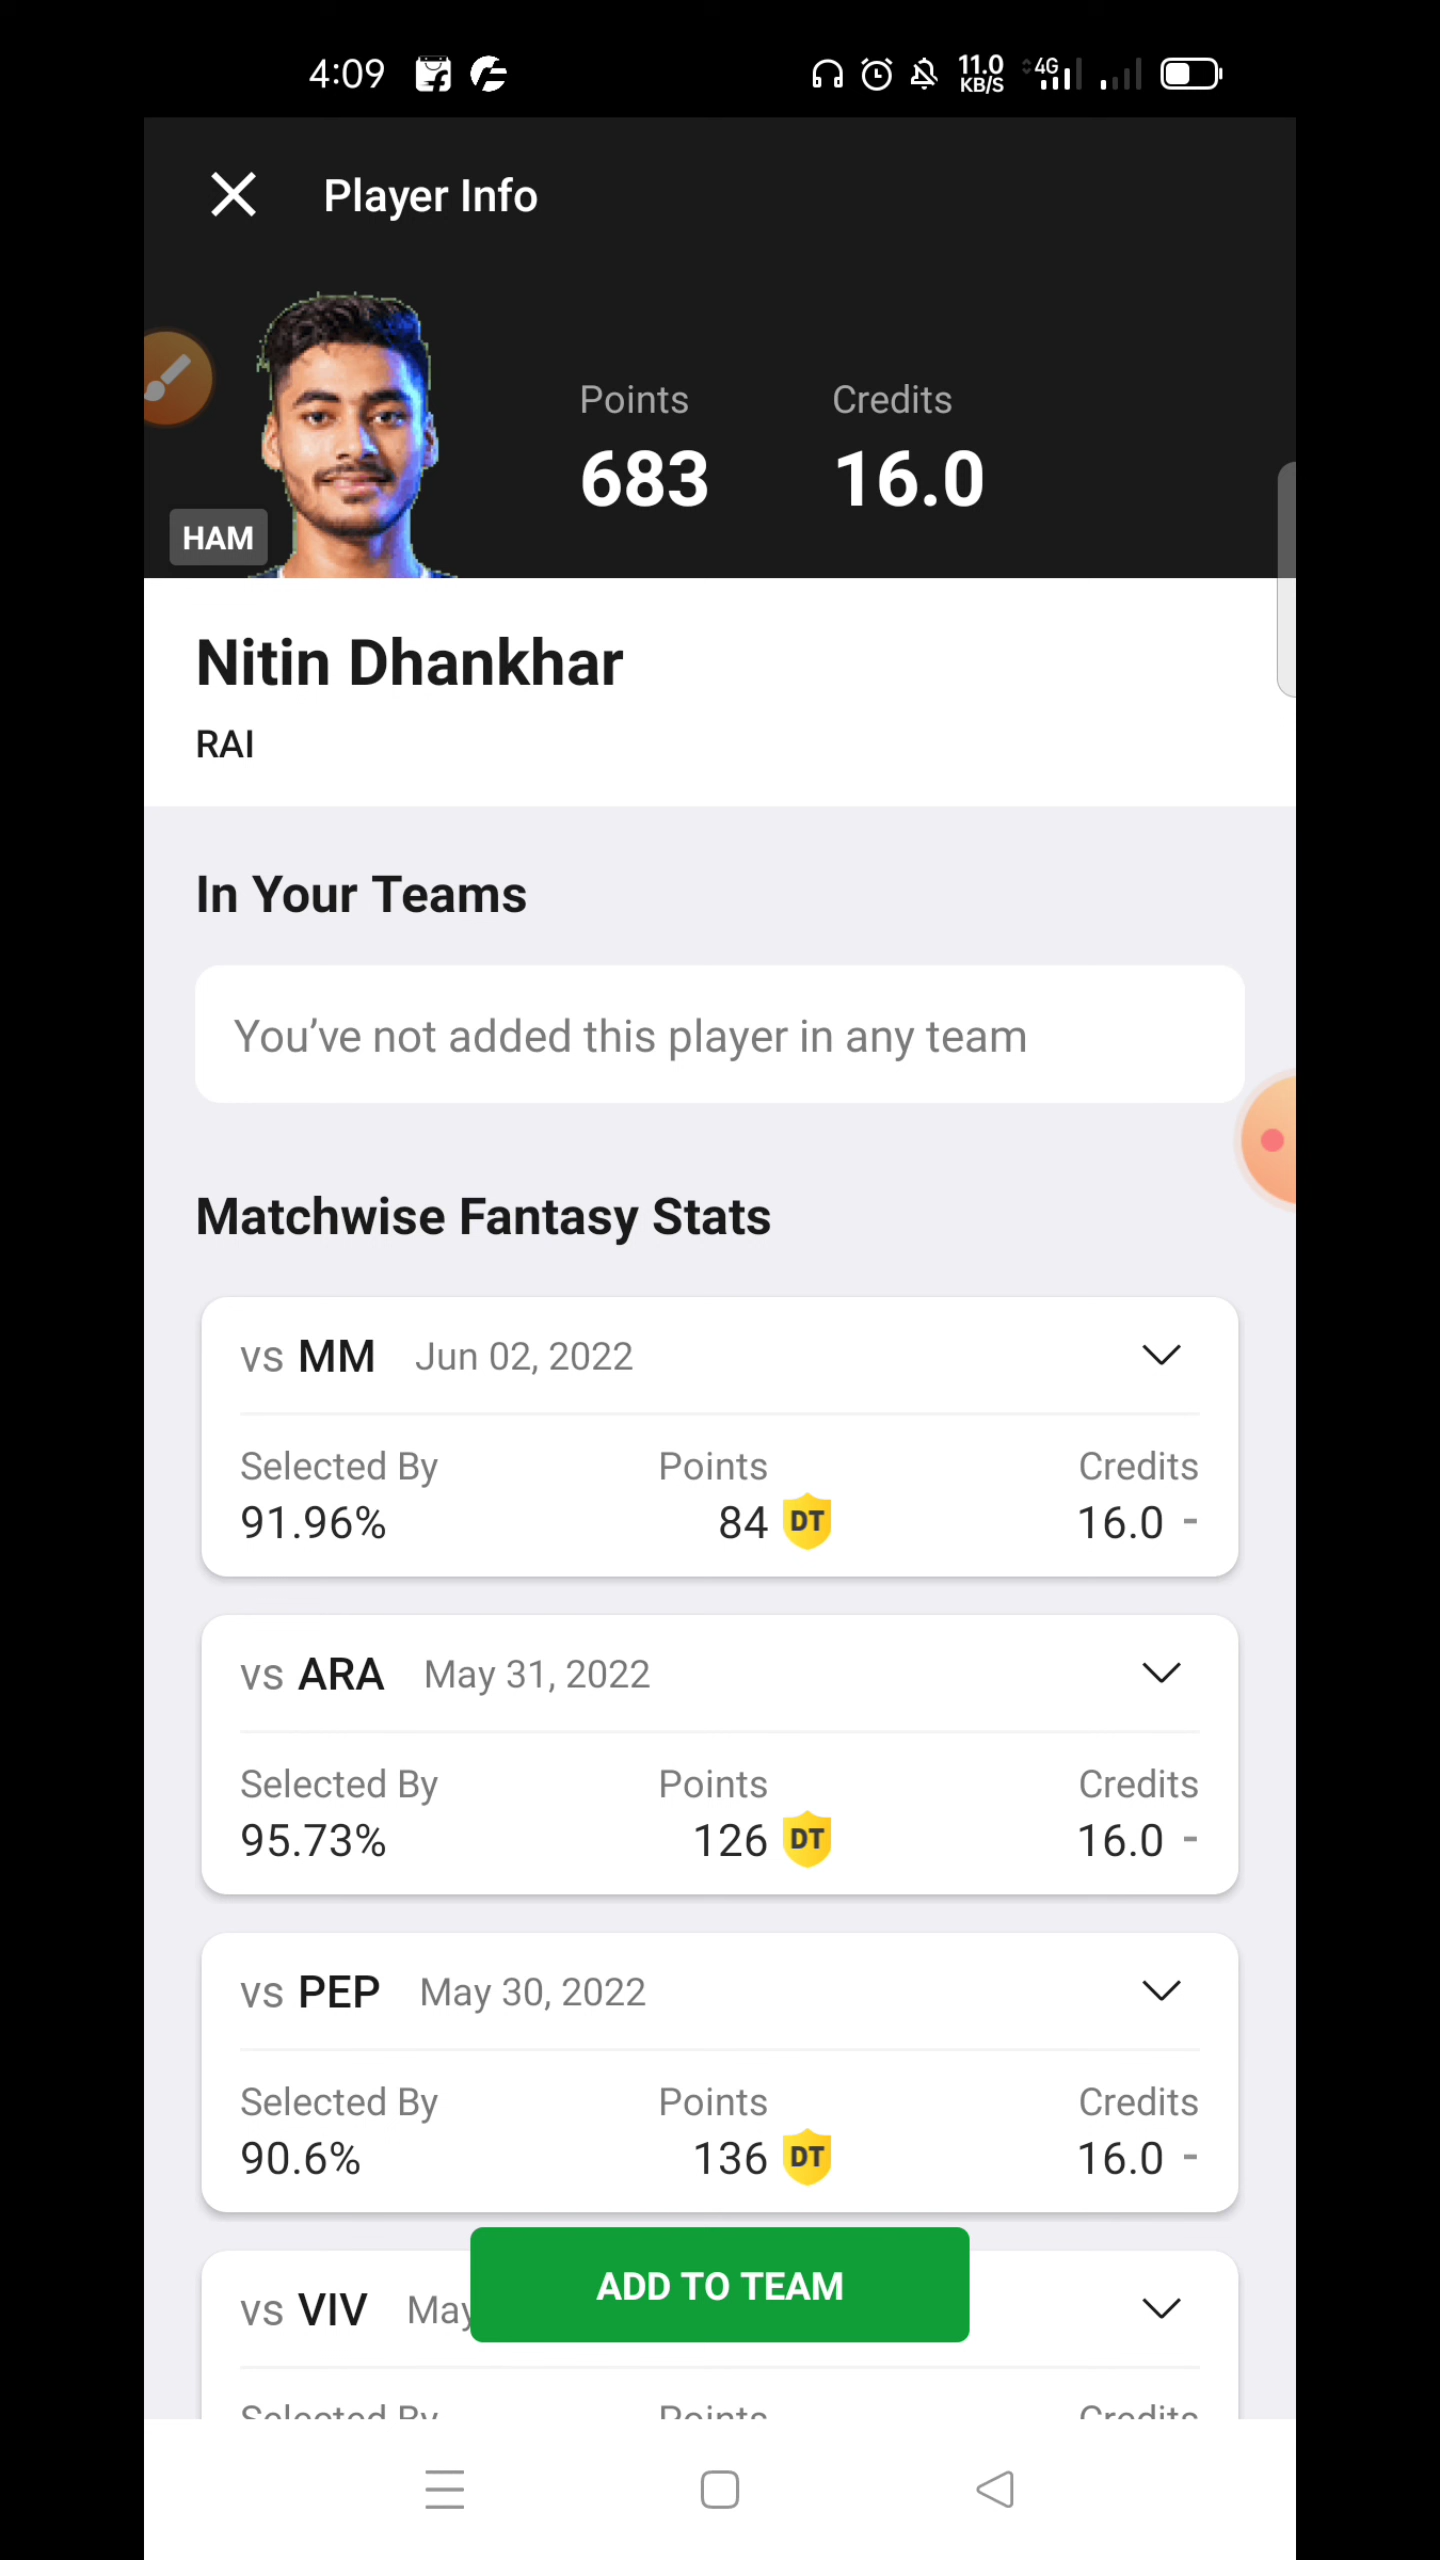 4:09
11.0
KB/S
4G
Player Info
Points
Credits
683
16.0
HAM
Nitin Dhankhar
RAI
In Your Teams
You’ve not added this player in any team
Matchwise Fantasy Stats
vs MM Jun 02, 2022
Selected By Points Credits
91.96% 84 DT 16.0 -
vs ARA May 31, 2022
Selected By Points Credits
95.73% 126 DT 16.0 -
vs PEP May 30, 2022
Selected By Points Credits
90.6% 136 DT 16.0 -
ADD TO TEAM
vs VIV May
Selected By Points Credits